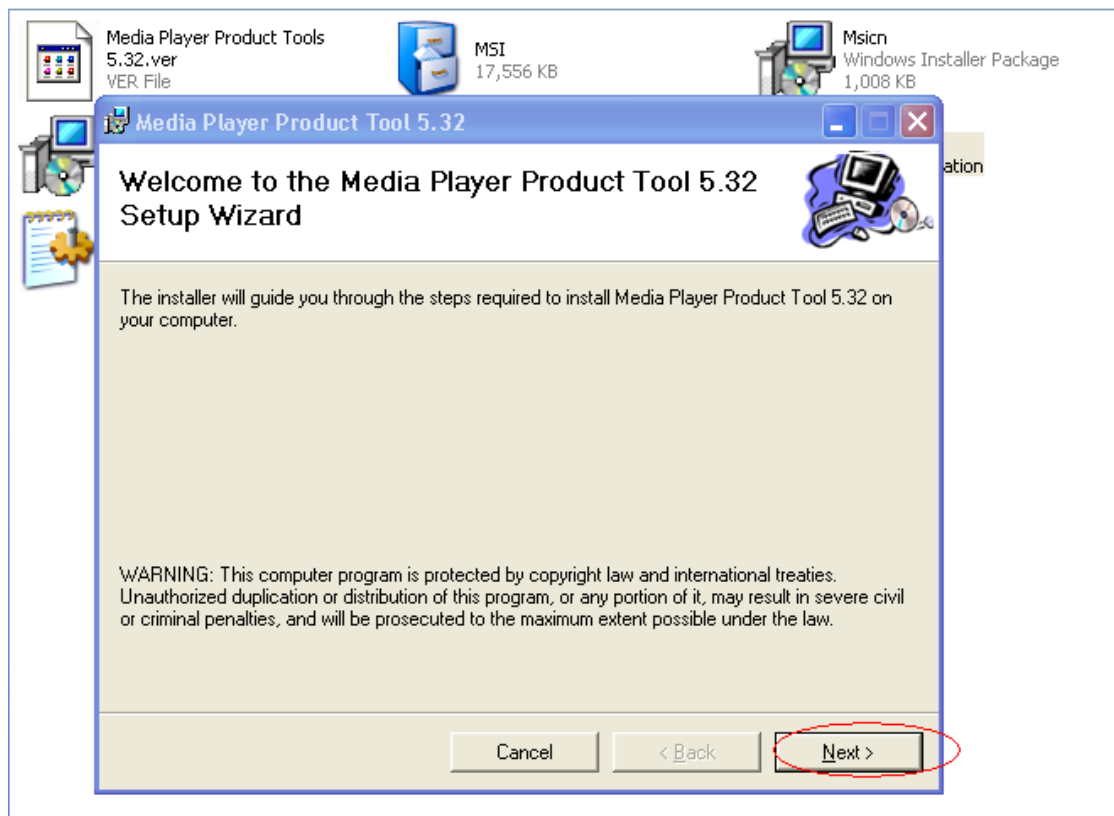 Media Player Product Tools
5.32.ver
VER File
MSI
17,556 KB
Msicn
Windows Installer Package
1,008 KB
ation
Media Player Product Tool 5.32
Welcome to the Media Player Product Tool 5.32
Setup Wizard
The installer will guide you through the steps required to install Media Player Product Tool 5.32 on
your computer.
WARNING: This computer program is protected by copyright law and international treaties.
Unauthorized duplication or distribution of this program, or any portion of it, may result in severe civil
or criminal penalties, and will be prosecuted to the maximum extent possible under the law.
Cancel
< Back
Next >